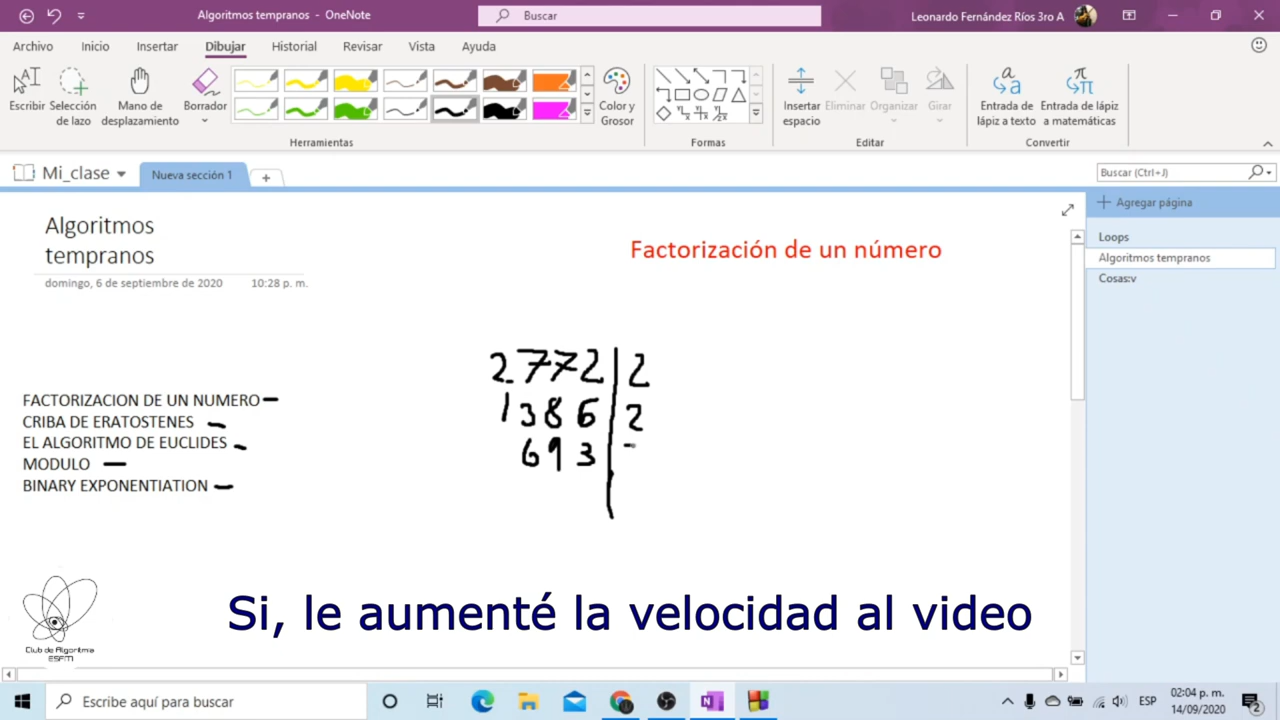 Algoritmos tempranos - OneNote
Buscar
Leonardo Fernández Ríos 3ro A
Archivo Inicio Insertar Dibujar Historial Revisar Vista Ayuda
Escribir
Selección de lazo
Mano de desplazamiento
Borrador
Color y Grosor
Insertar espacio
Eliminar
Organizar
Girar
Entrada de lápiz a texto
Entrada de lápiz a matemáticas
Herramientas
Formas
Editar
Convertir
Mi_clase
Nueva sección 1
Buscar (Ctrl+J)
Agregar página
Loops
Algoritmos tempranos
Cosas:v
Algoritmos
tempranos
domingo, 6 de septiembre de 2020 10:28 p. m.
Factorización de un número
2772 | 2
1386 | 2
693 |
FACTORIZACION DE UN NUMERO
CRIBA DE ERATOSTENES
EL ALGORITMO DE EUCLIDES
MODULO
BINARY EXPONENTIATION
Club de Algoritmia
ESFM
Si, le aumenté la velocidad al video
Escribe aquí para buscar
ESP
02:04 p. m.
14/09/2020
2